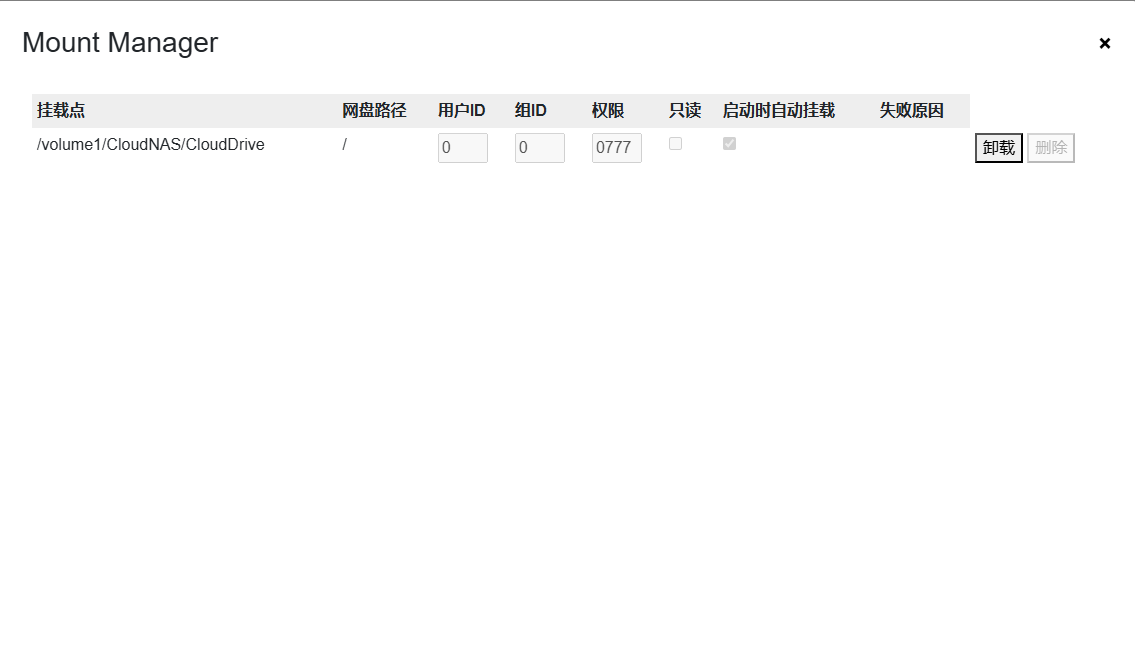 Mount Manager
×
挂载点 网盘路径 用户ID 组ID 权限 只读 启动时自动挂载 失败原因
/volume1/CloudNAS/CloudDrive / 0 0 0777 卸载 删除